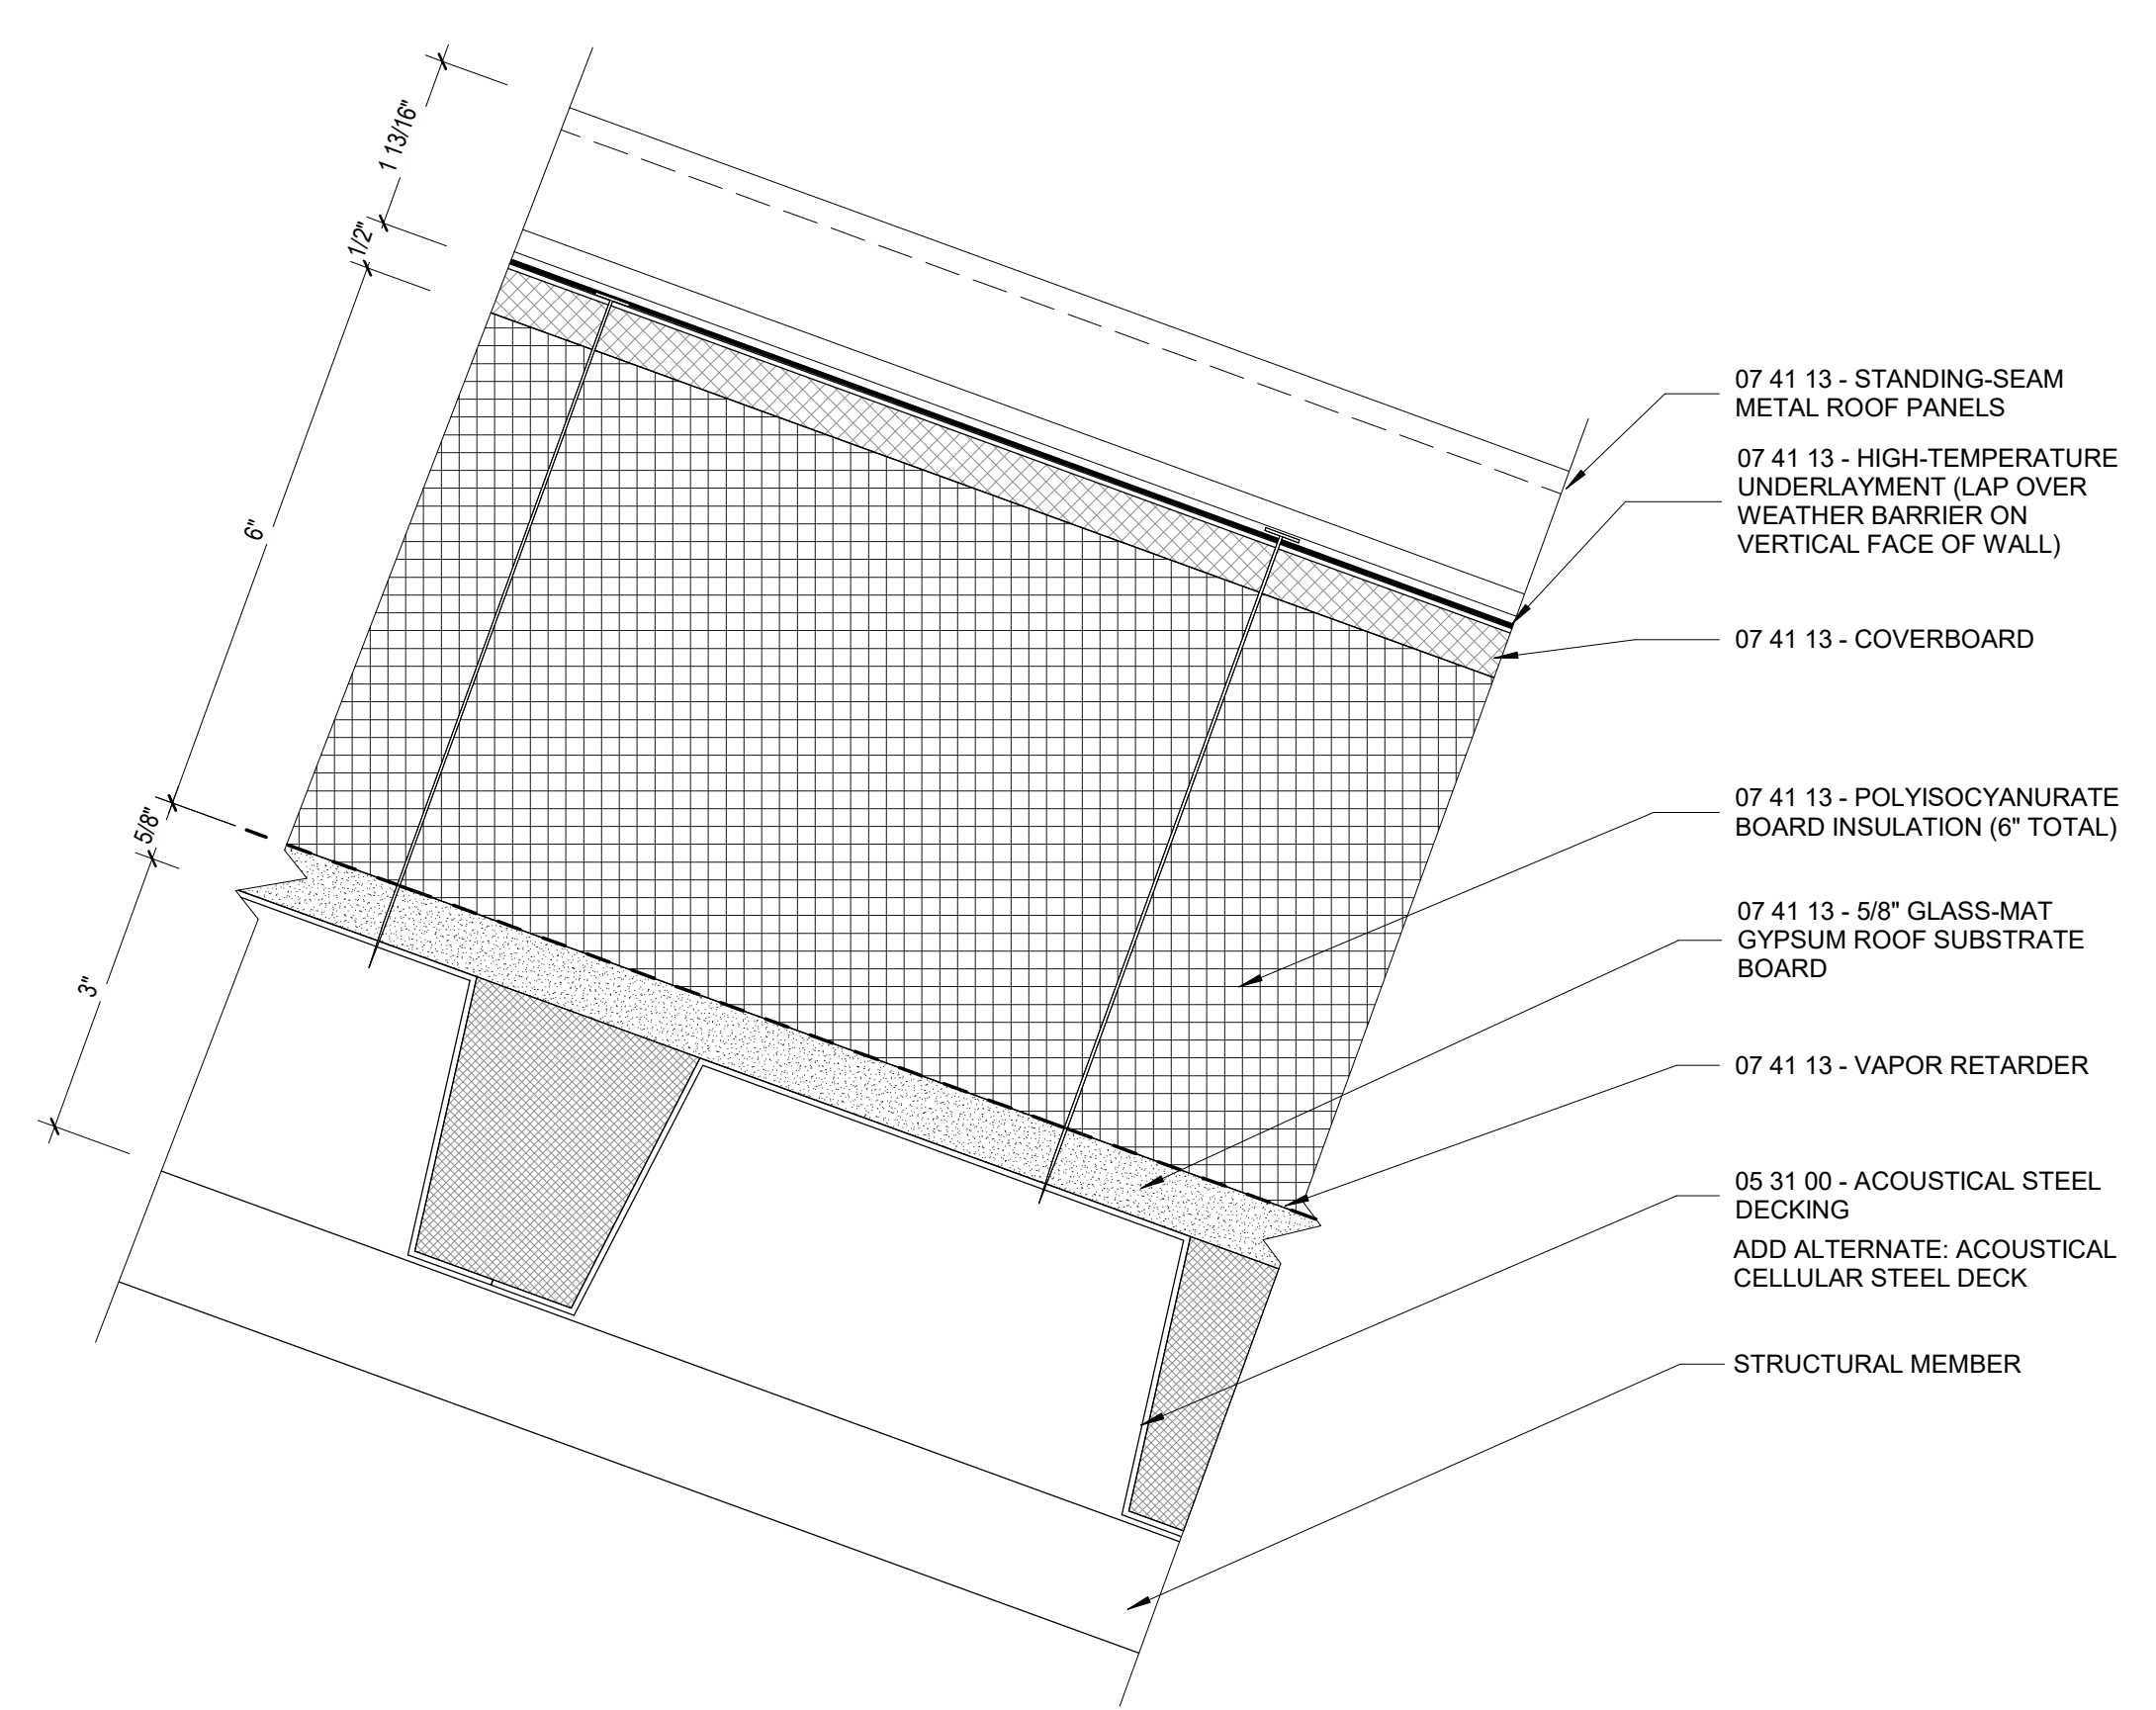 1 13/16"
1/2"
6"
5/8"
3"
07 41 13 - STANDING-SEAM
METAL ROOF PANELS
07 41 13 - HIGH-TEMPERATURE
UNDERLAYMENT (LAP OVER
WEATHER BARRIER ON
VERTICAL FACE OF WALL)
07 41 13 - COVERBOARD
07 41 13 - POLYISOCYANURATE
BOARD INSULATION (6" TOTAL)
07 41 13 - 5/8" GLASS-MAT
GYPSUM ROOF SUBSTRATE
BOARD
07 41 13 - VAPOR RETARDER
05 31 00 - ACOUSTICAL STEEL
DECKING
ADD ALTERNATE: ACOUSTICAL
CELLULAR STEEL DECK
STRUCTURAL MEMBER